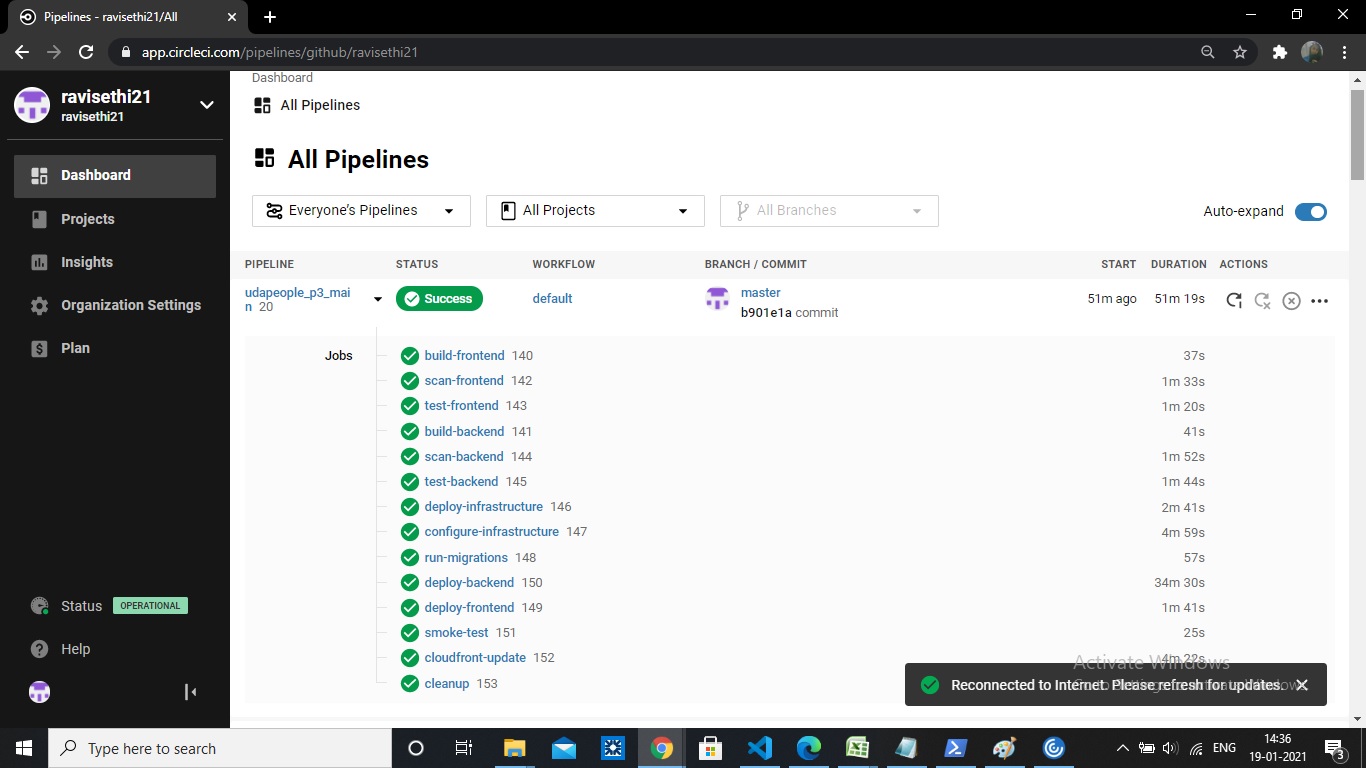 Pipelines - ravisethi21/All
app.circleci.com/pipelines/github/ravisethi21
ravisethi21
ravisethi21
Dashboard
Projects
Insights
Organization Settings
Plan
Status OPERATIONAL
Help
Dashboard
All Pipelines
All Pipelines
Everyone's Pipelines All Projects All Branches Auto-expand
PIPELINE STATUS WORKFLOW BRANCH / COMMIT START DURATION ACTIONS
udapeople_p3_mai
n 20
Success default master 51m ago 51m 19s
b901e1a commit
Jobs
build-frontend 140 37s
scan-frontend 142 1m 33s
test-frontend 143 1m 20s
build-backend 141 41s
scan-backend 144 1m 52s
test-backend 145 1m 44s
deploy-infrastructure 146 2m 41s
configure-infrastructure 147 4m 59s
run-migrations 148 57s
deploy-backend 150 34m 30s
deploy-frontend 149 1m 41s
smoke-test 151 25s
cloudfront-update 152 4m 22s
cleanup 153
Activate Windows
Reconnected to Internet. Please refresh for updates.
Type here to search
ENG
14:36
19-01-2021
3